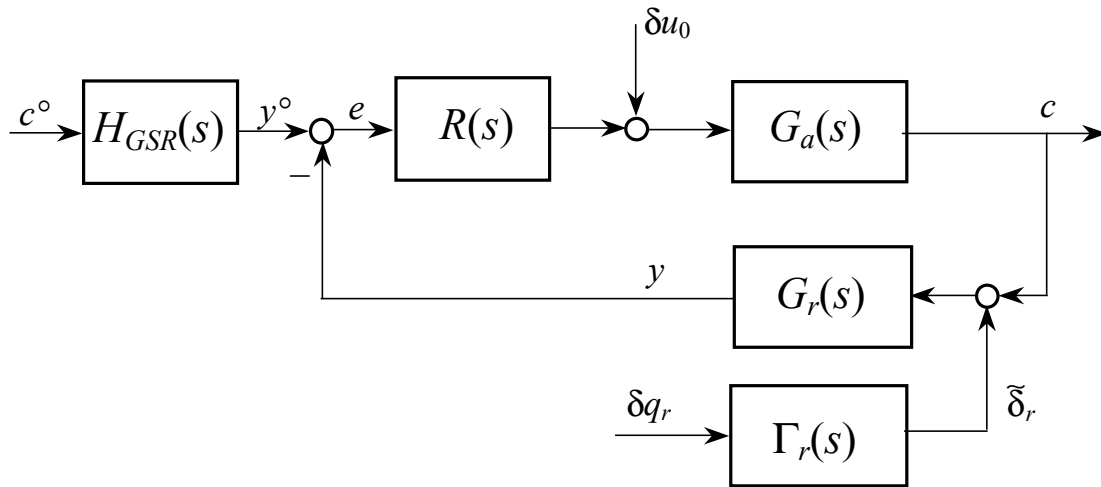 δu₀
c° H_GSR(s) y° e R(s) G_a(s) c
−
y G_r(s)
δq_r Γ_r(s) δ̃_r